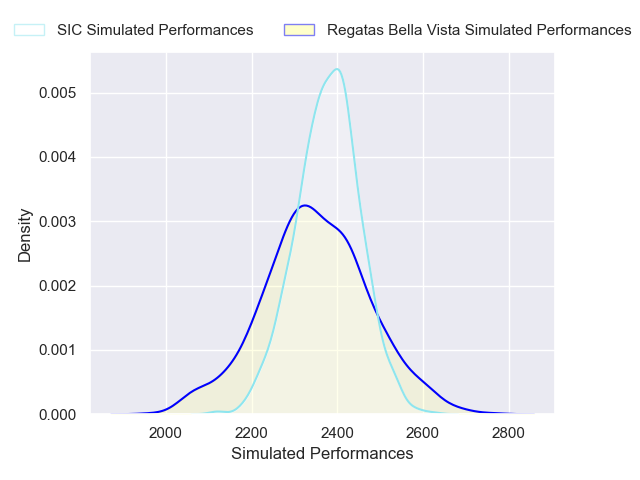 SIC Simulated Performances
Regatas Bella Vista Simulated Performances
0.005
0.004
0.003
0.002
0.001
0.000
Density
2000
2200
2400
2600
2800
Simulated Performances